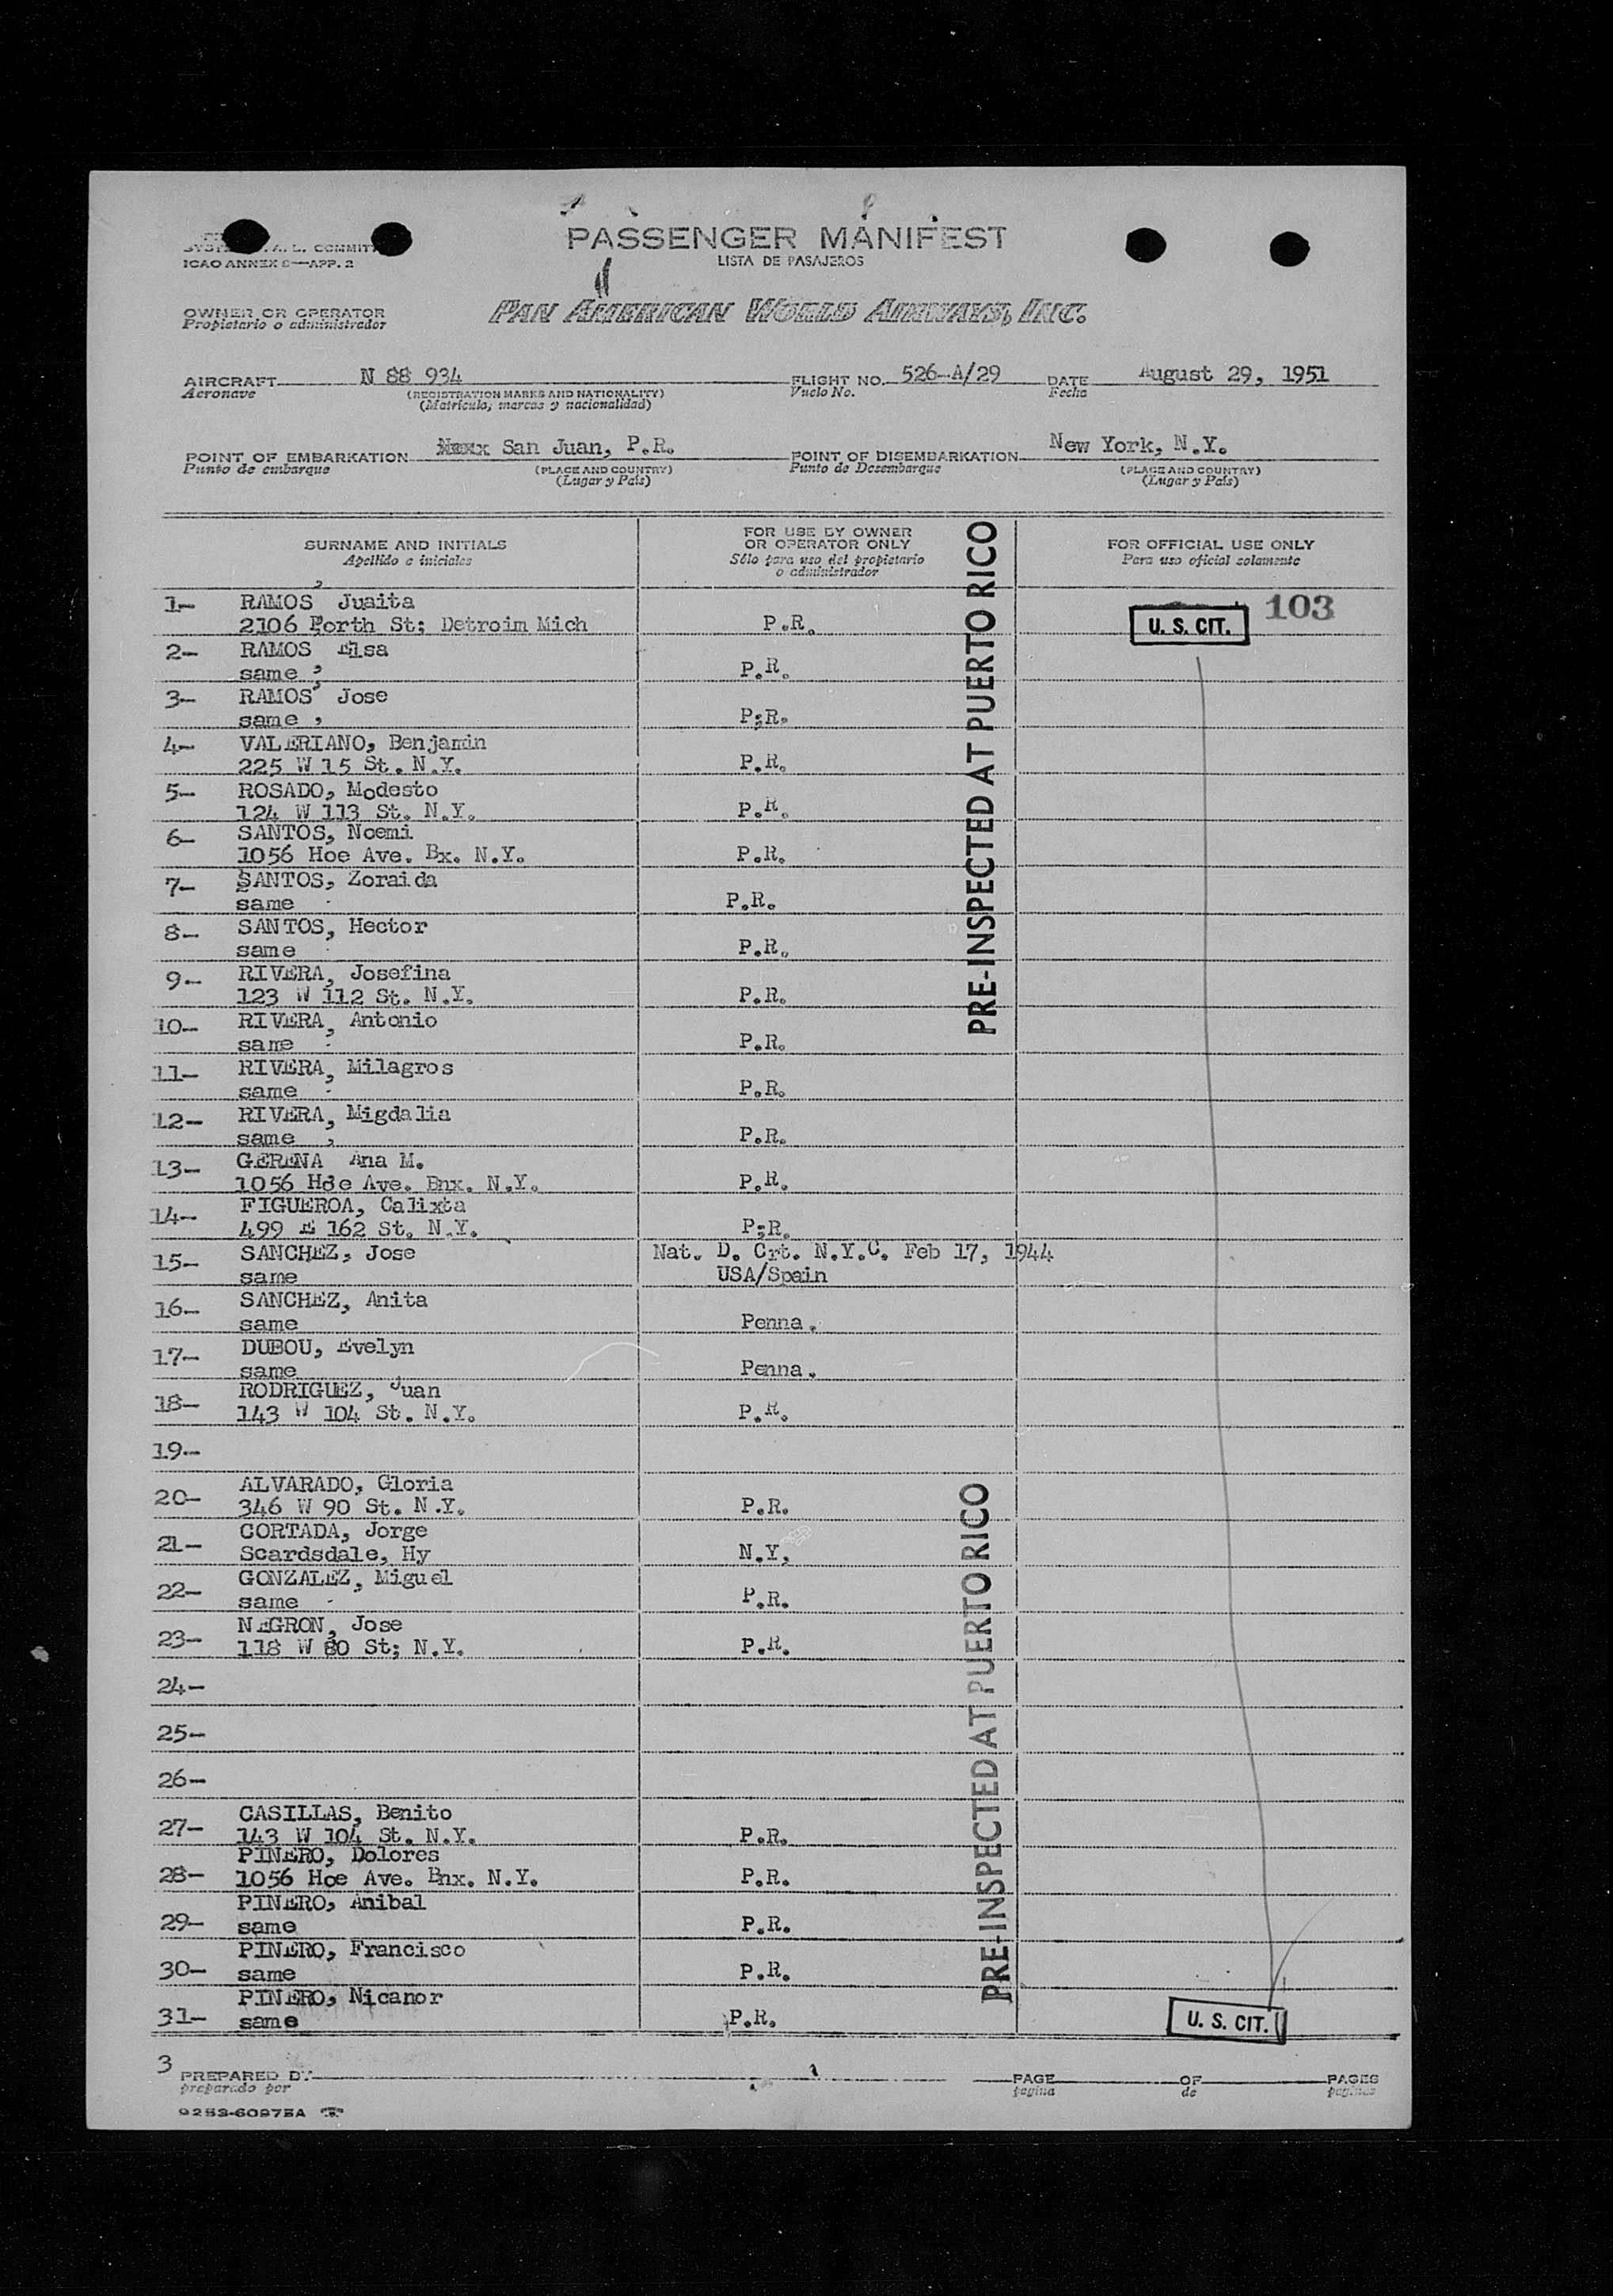 PASSENGER MANIFEST
LISTA DE PASAJEROS
A. L. COMMIT
ICAO ANNEX 9—APP. 2
OWNER OR OPERATOR
Propietario o administrador
PAN AMERICAN WORLD AIRWAYS, INC.
AIRCRAFT N 88 934 FLIGHT NO. 526-A/29 DATE August 29, 1951
Aeronave (REGISTRATION MARKS AND NATIONALITY) Vuelo No. Fecha
(Matrícula, marcas y nacionalidad)
POINT OF EMBARKATION San Juan, P.R. POINT OF DISEMBARKATION New York, N.Y.
Punto de embarque (PLACE AND COUNTRY) Punto de Desembarque (PLACE AND COUNTRY)
(Lugar y País) (Lugar y País)
SURNAME AND INITIALS
Apellido e iniciales
FOR USE BY OWNER
OR OPERATOR ONLY
Sólo para uso del propietario
o administrador
FOR OFFICIAL USE ONLY
Para uso oficial solamente
PRE-INSPECTED AT PUERTO RICO
103
U. S. CIT.
1- RAMOS, Juaita
2106 Porth St; Detroim Mich P.R.
2- RAMOS Elsa
same , P.R.
3- RAMOS, Jose
same , P;R.
4- VALERIANO, Benjamin
225 W 15 St. N.Y. P.R.
5- ROSADO, Modesto
124 W 113 St. N.Y. P.R.
6- SANTOS, Noemi
1056 Hoe Ave. Bx. N.Y. P.R.
7- SANTOS, Zoraida
same P.R.
8- SANTOS, Hector
same P.R.
9- RIVERA, Josefina
123 W 112 St. N.Y. P.R.
10- RIVERA, Antonio
same P.R.
11- RIVERA, Milagros
same P.R.
12- RIVERA, Migdalia
same , P.R.
13- GERENA Ana M.
1056 Hoe Ave. Bnx. N.Y. P.R.
14- FIGUEROA, Calixta
499 E 162 St. N.Y. P;R.
15- SANCHEZ, Jose Nat. D. Crt. N.Y.C. Feb 17, 1944
same USA/Spain
16- SANCHEZ, Anita
same Penna.
17- DUBOU, Evelyn
same Penna.
18- RODRIGUEZ, Juan
143 W 104 St. N.Y. P.R.
19-
20- ALVARADO, Gloria
346 W 90 St. N.Y. P.R.
21- CORTADA, Jorge
Scardsdale, Hy N.Y,
22- GONZALEZ, Miguel
same P.R.
23- NEGRON, Jose
118 W 80 St; N.Y. P.R.
24-
25-
26-
27- CASILLAS, Benito
143 W 104 St. N.Y. P.R.
28- PINERO, Dolores
1056 Hoe Ave. Bnx. N.Y. P.R.
29- PINERO, Anibal
same P.R.
30- PINERO, Francisco
same P.R.
31- PINERO, Nicanor
same P.R.
PRE-INSPECTED AT PUERTO RICO
U. S. CIT.
3
PREPARED BY PAGE OF PAGES
preparado por pagina de paginas
9253-60975A